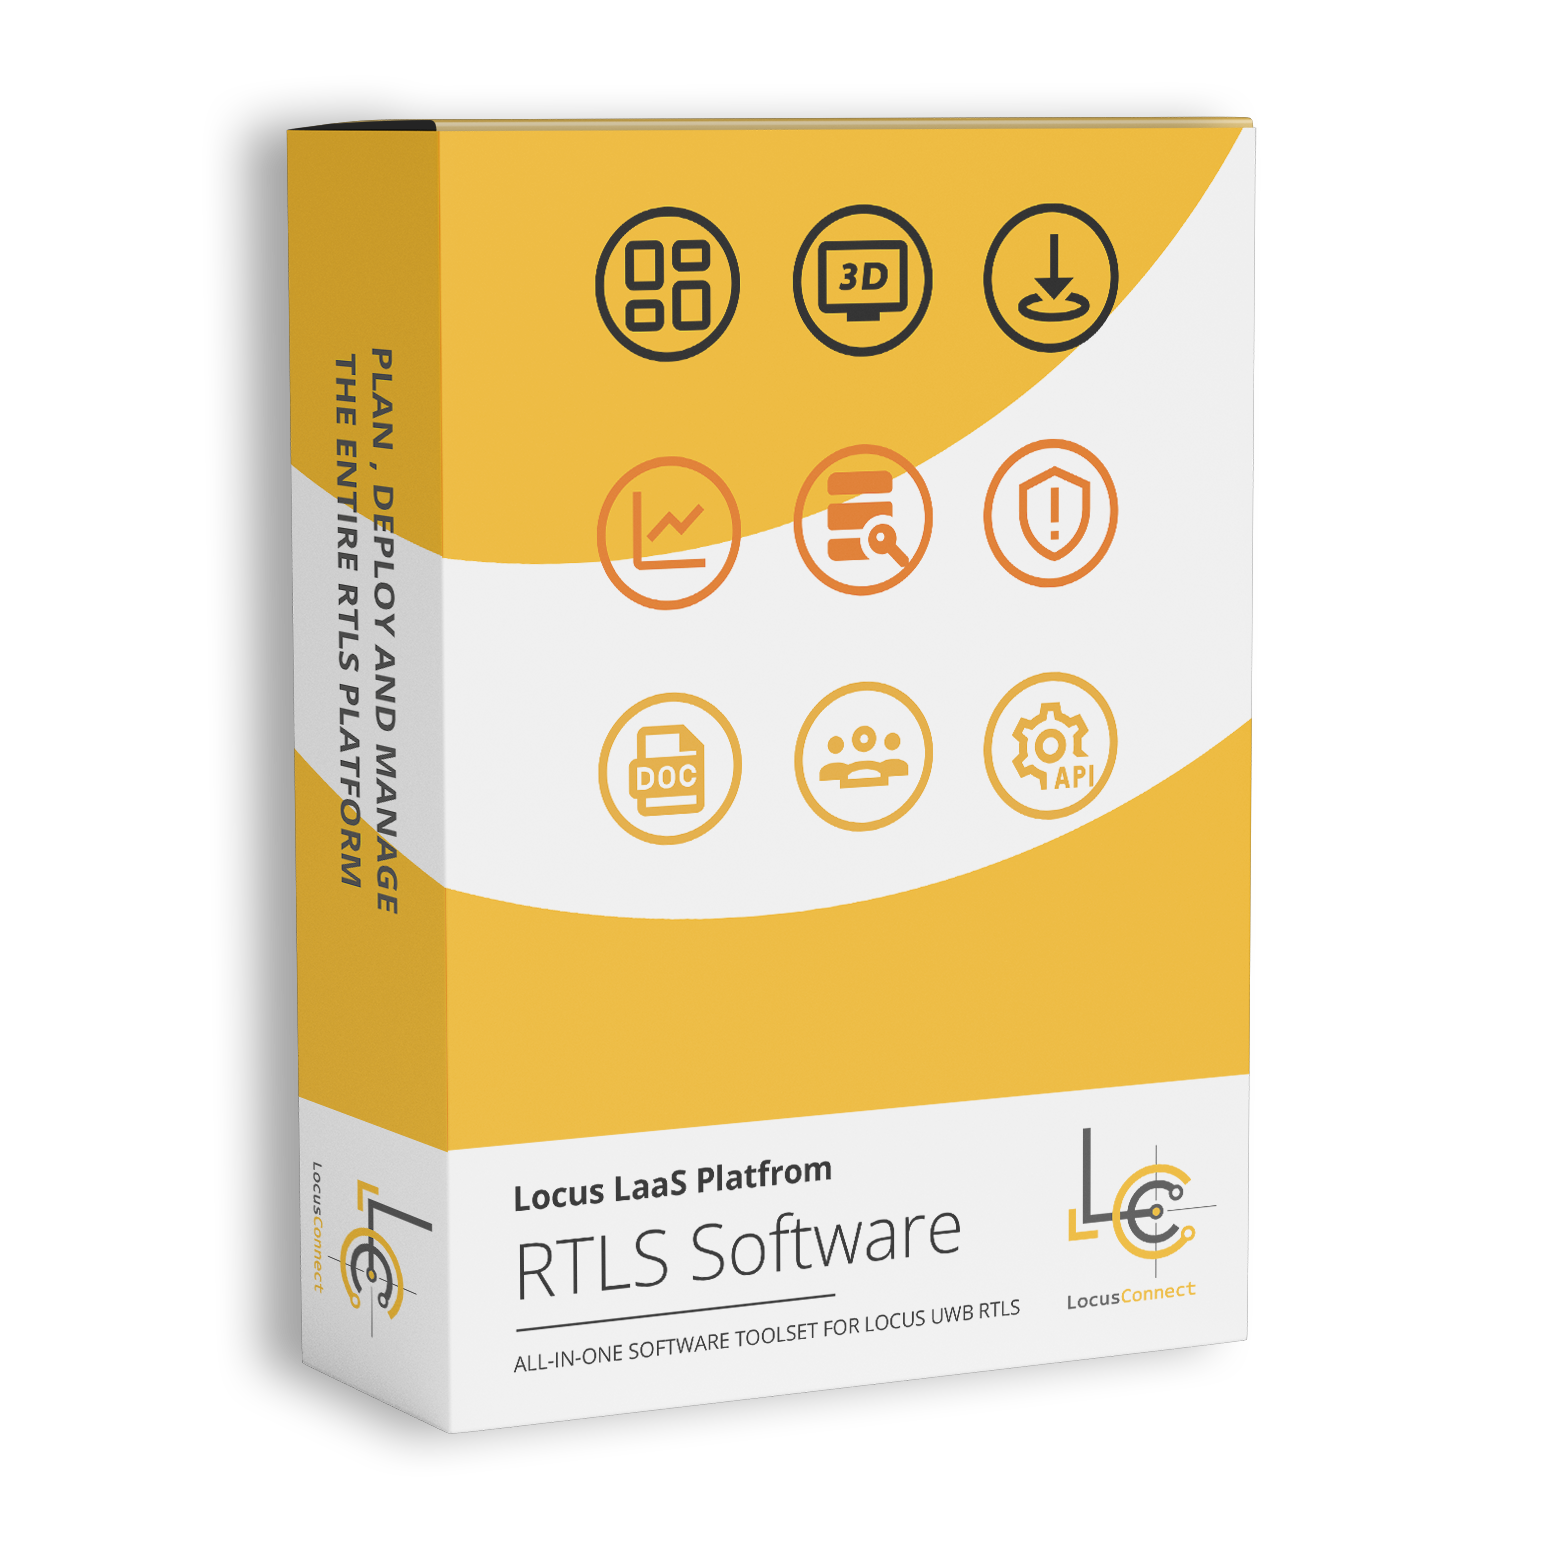 PLAN , DEPLOY AND MANAGE
THE ENTIRE RTLS PLATFORM
LocusConnect
3D
DOC
API
Locus LaaS Platfrom
RTLS Software
ALL-IN-ONE SOFTWARE TOOLSET FOR LOCUS UWB RTLS
LC
LocusConnect